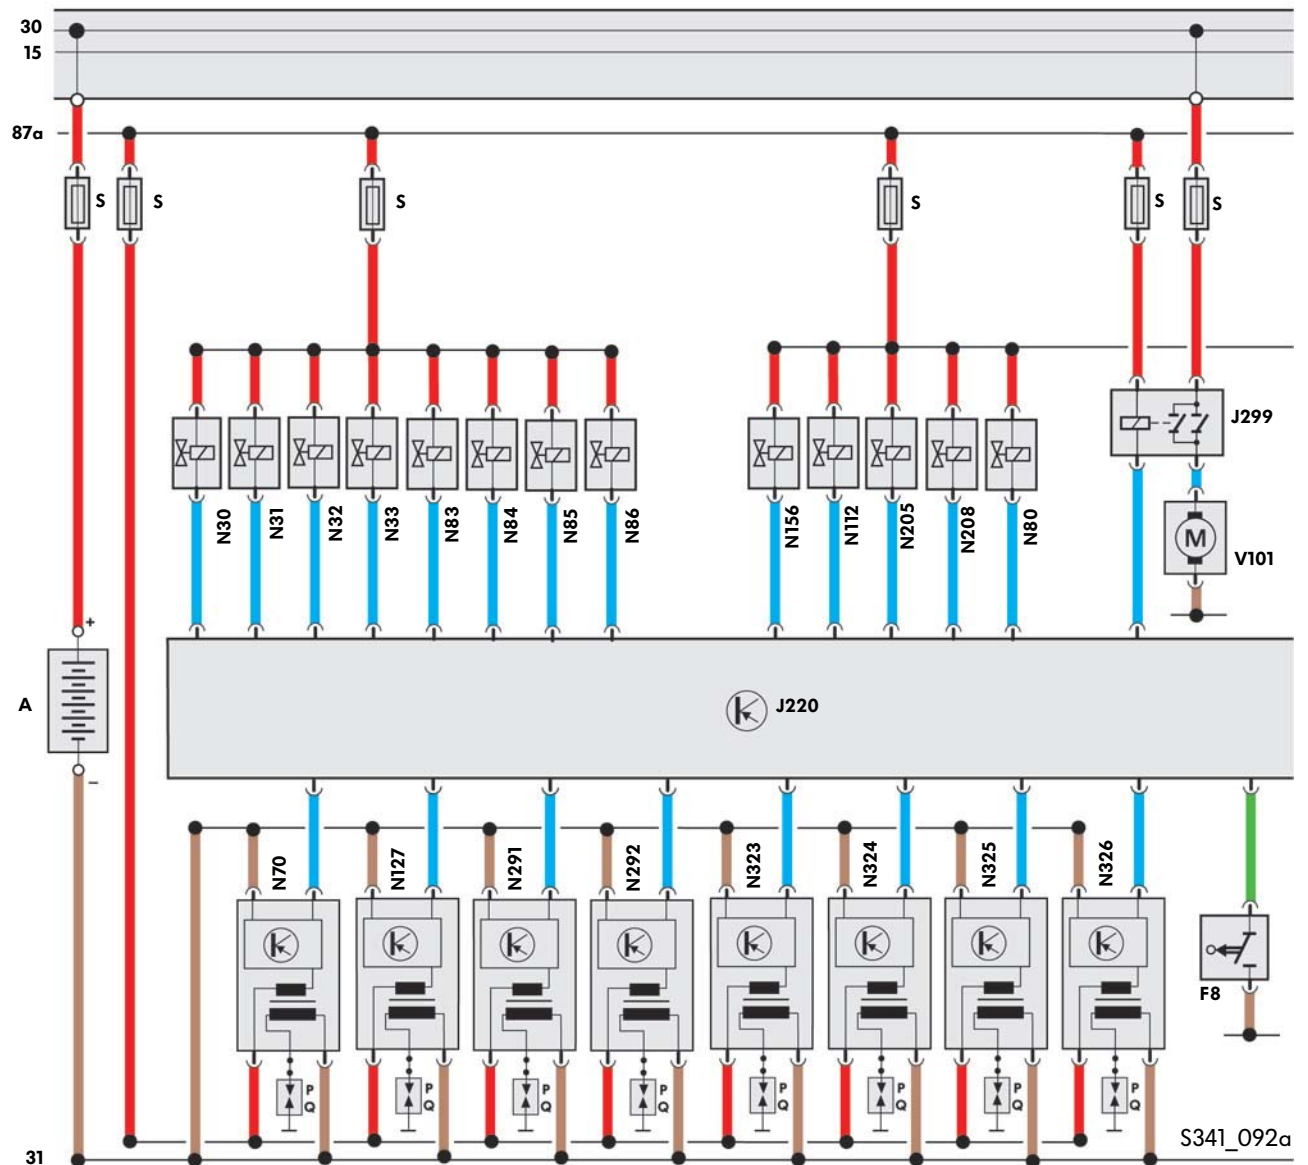 30
15
87a
S S S S S S
J299
N30 N31 N32 N33 N83 N84 N85 N86 N156 N112 N205 N208 N80
M
V101
+
A
J220
–
N70 N127 N291 N292 N323 N324 N325 N326
F8
P P P P P P P P
Q Q Q Q Q Q Q Q
S341_092a
31